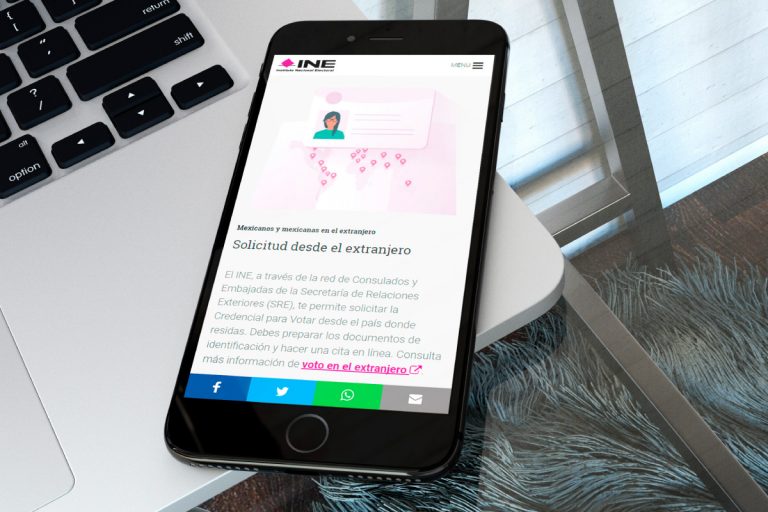 return
shift
alt
option
INE
Instituto Nacional Electoral
MENU
Mexicanos y mexicanas en el extranjero
Solicitud desde el extranjero
El INE, a través de la red de Consulados y
Embajadas de la Secretaría de Relaciones
Exteriores (SRE), te permite solicitar la
Credencial para Votar desde el país donde
residas. Debes preparar los documentos de
identificación y hacer una cita en línea. Consulta
más información de voto en el extranjero